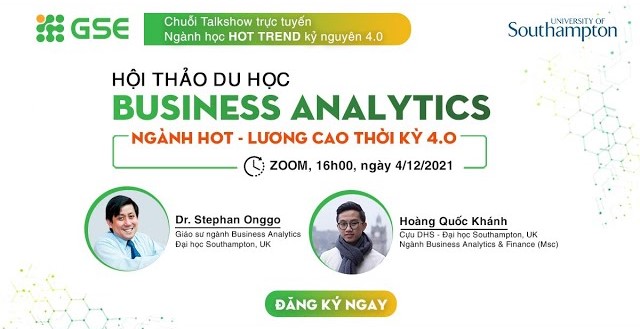 GSE
Chuỗi Talkshow trực tuyến
Ngành học HOT TREND kỷ nguyên 4.0
UNIVERSITY OF
Southampton
HỘI THẢO DU HỌC
BUSINESS ANALYTICS
NGÀNH HOT - LƯƠNG CAO THỜI KỲ 4.0
ZOOM, 16h00, ngày 4/12/2021
Dr. Stephan Onggo
Giáo sư ngành Business Analytics
Đại học Southampton, UK
Hoàng Quốc Khánh
Cựu DHS - Đại học Southampton, UK
Ngành Business Analytics & Finance (Msc)
ĐĂNG KÝ NGAY